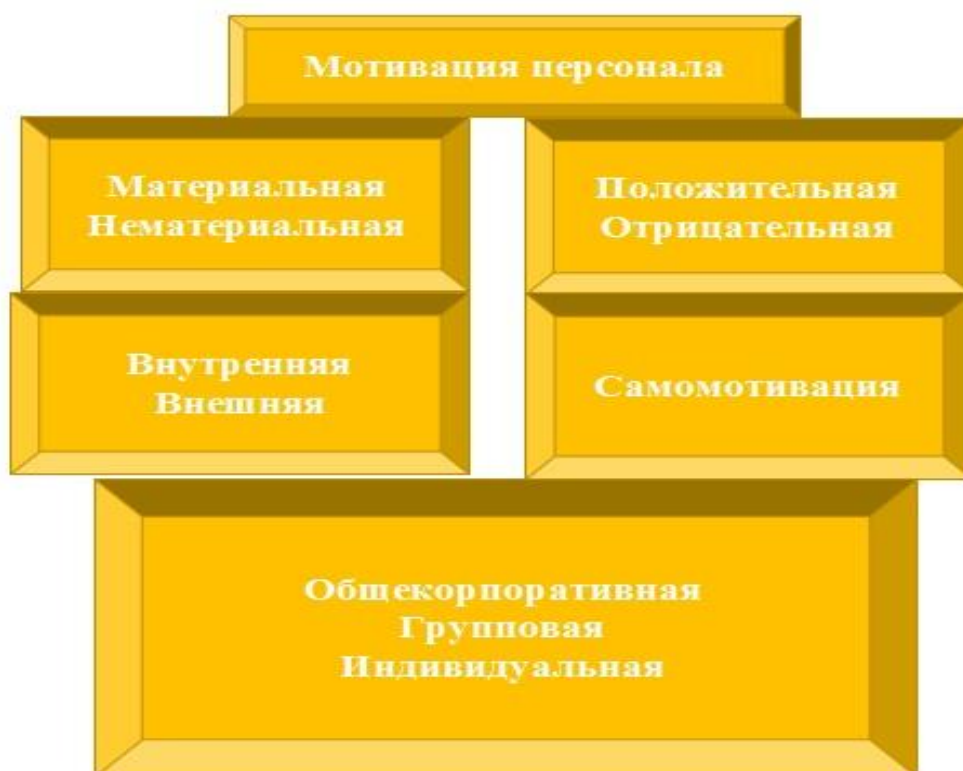 Мотивация персонала
Материальная
Нематериальная
Положительная
Отрицательная
Внутренняя
Внешняя
Самомотивация
Общекорпоративная
Групповая
Индивидуальная